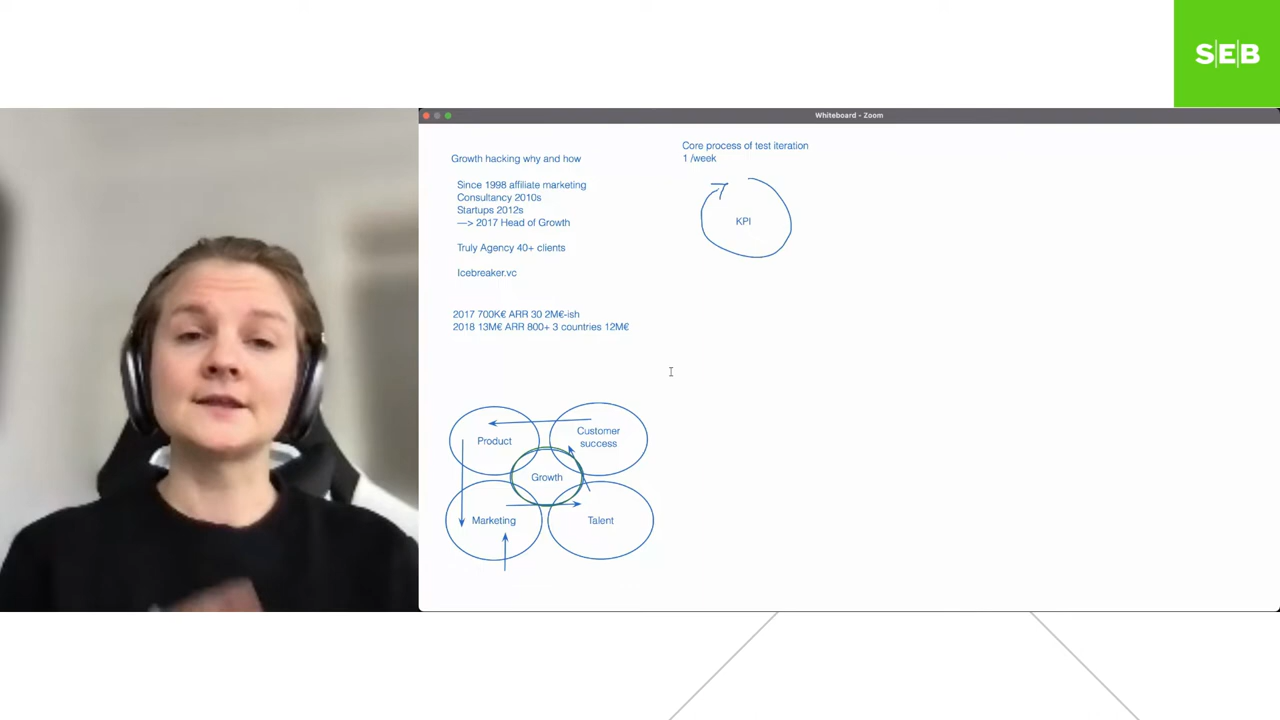 S|E|B
Whiteboard - Zoom
Growth hacking why and how
Since 1998 affiliate marketing
Consultancy 2010s
Startups 2012s
—> 2017 Head of Growth
Truly Agency 40+ clients
Icebreaker.vc
2017 700K€ ARR 30 2M€-ish
2018 13M€ ARR 800+ 3 countries 12M€
Core process of test iteration
1 /week
KPI
Product
Customer
success
Growth
Marketing
Talent